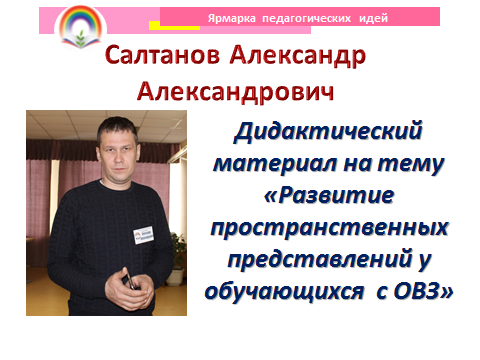 Ярмарка педагогических идей
Салтанов Александр
Александрович
Дидактический
материал на тему
«Развитие
пространственных
представлений у
обучающихся с ОВЗ»